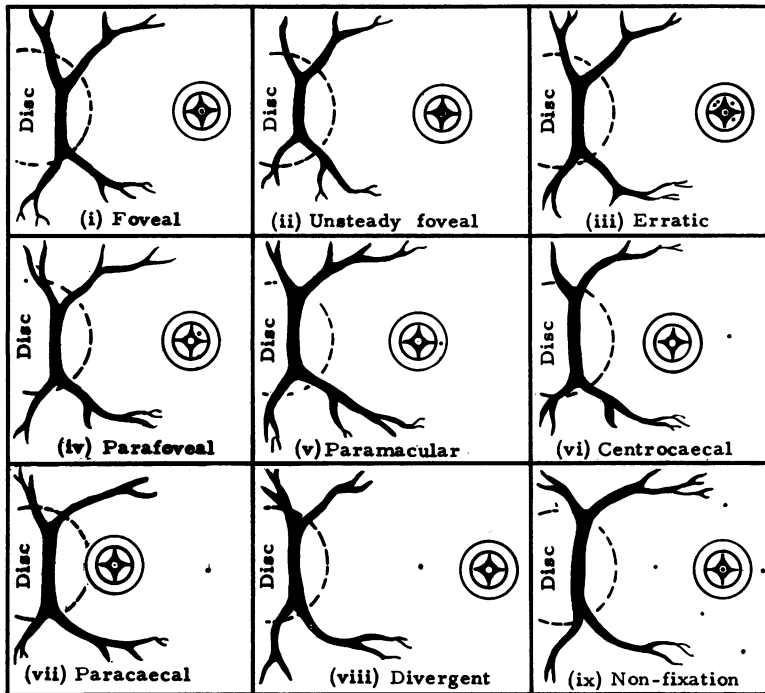 Disc
(i) Foveal
Disc
(ii) Unsteady foveal
Disc
(iii) Erratic
Disc
(iv) Parafoveal
Disc
(v) Paramacular
Disc
(vi) Centrocaecal
Disc
(vii) Paracaecal
Disc
(viii) Divergent
Disc
(ix) Non-fixation